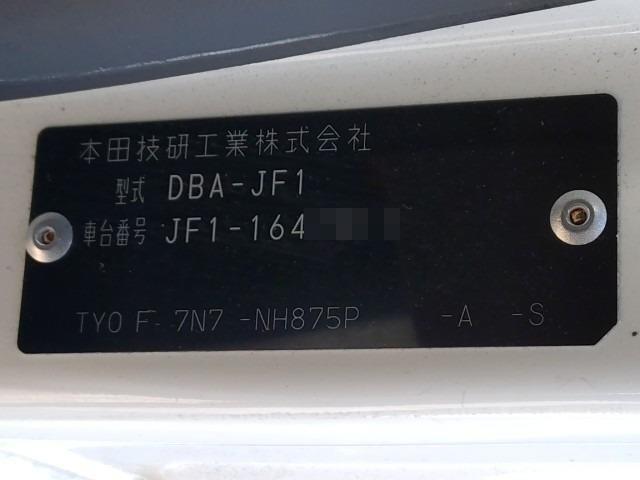 本田技研工業株式会社
型式 DBA-JF1
車台番号 JF1-164
TYO F 7N7 -NH875P -A -S